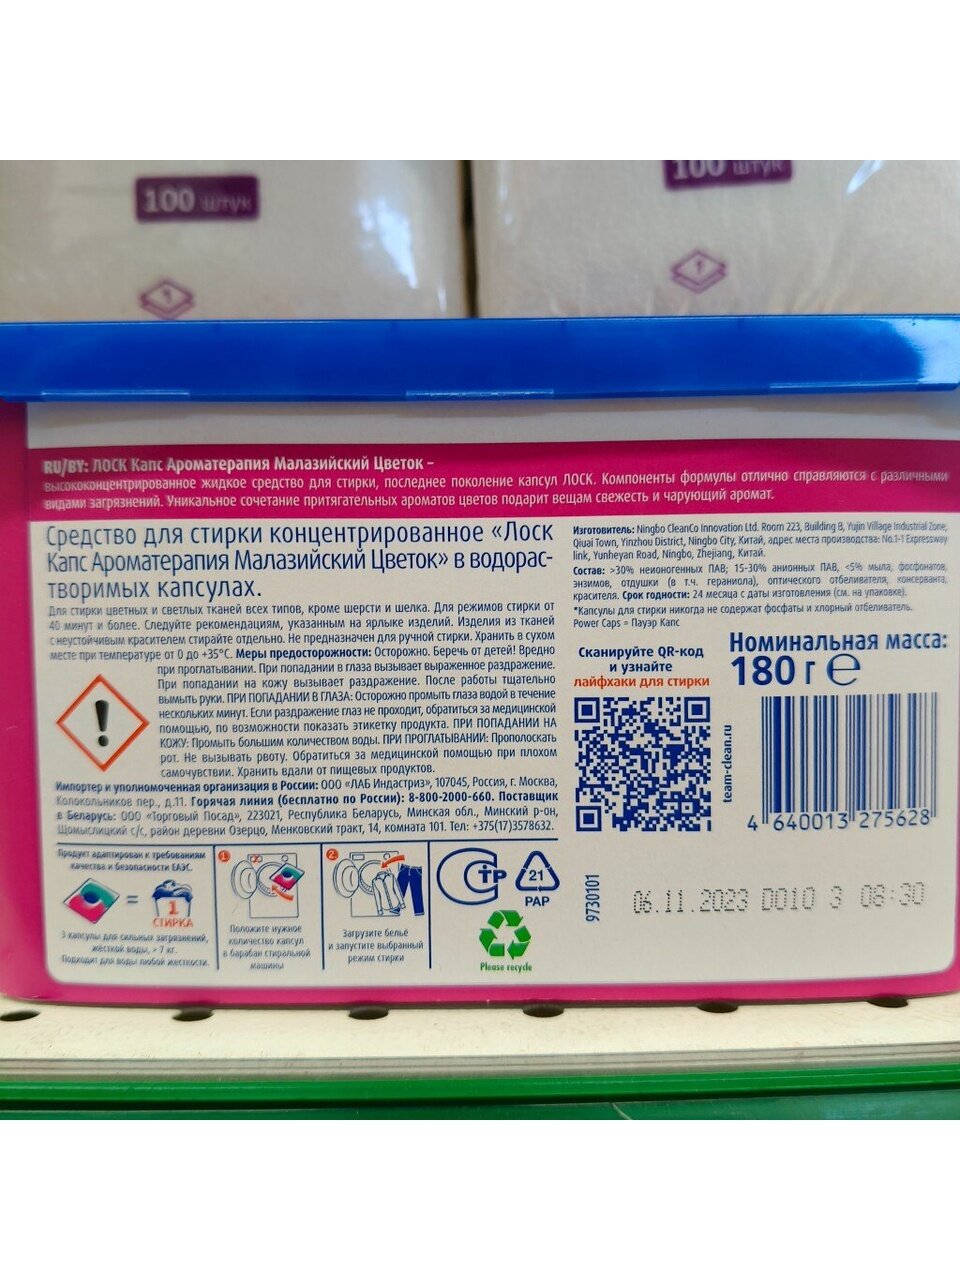 100 штук
100 штук
RU/BY: ЛОСК Капс Ароматерапия Малазийский Цветок –
высококонцентрированное жидкое средство для стирки, последнее поколение капсул ЛОСК. Компоненты формулы отлично справляются с различными
видами загрязнений. Уникальное сочетание притягательных ароматов цветов подарит вещам свежесть и чарующий аромат.
Средство для стирки концентрированное «Лоск
Капс Ароматерапия Малазийский Цветок» в водорас-
творимых капсулах.
Для стирки цветных и светлых тканей всех типов, кроме шерсти и шелка. Для режимов стирки от
40 минут и более. Следуйте рекомендациям, указанным на ярлыке изделий. Изделия из тканей
с неустойчивым красителем стирайте отдельно. Не предназначен для ручной стирки. Хранить в сухом
месте при температуре от 0 до +35°С. Меры предосторожности: Осторожно. Беречь от детей! Вредно
при проглатывании. При попадании в глаза вызывает выраженное раздражение.
При попадании на кожу вызывает раздражение. После работы тщательно
вымыть руки. ПРИ ПОПАДАНИИ В ГЛАЗА: Осторожно промыть глаза водой в течение
нескольких минут. Если раздражение глаз не проходит, обратиться за медицинской
помощью, по возможности показать этикетку продукта. ПРИ ПОПАДАНИИ НА
КОЖУ: Промыть большим количеством воды. ПРИ ПРОГЛАТЫВАНИИ: Прополоскать
рот. Не вызывать рвоту. Обратиться за медицинской помощью при плохом
самочувствии. Хранить вдали от пищевых продуктов.
Импортер и уполномоченная организация в России: ООО «ЛАБ Индастриз», 107045, Россия, г. Москва,
Колокольников пер., д.11. Горячая линия (бесплатно по России): 8-800-2000-660. Поставщик
в Беларусь: ООО «Торговый Посад», 223021, Республика Беларусь, Минская обл., Минский р-он,
Щомыслицкий с/с, район деревни Озерцо, Менковский тракт, 14, комната 101. Тел: +375(17)3578632.
Изготовитель: Ningbo CleanCo Innovation Ltd. Room 223, Building B, Yujin Village Industrial Zone,
Qiuai Town, Yinzhou District, Ningbo City, Китай, адрес места производства: No.1-1 Expressway
link, Yunheyan Road, Ningbo, Zhejiang, Китай.
Состав: >30% неионогенных ПАВ; 15-30% анионных ПАВ, <5% мыла, фосфонатов,
энзимов, отдушки (в т.ч. гераниола), оптического отбеливателя, консерванта,
красителя. Срок годности: 24 месяца с даты изготовления (см. на упаковке).
*Капсулы для стирки никогда не содержат фосфаты и хлорный отбеливатель.
Power Caps = Пауэр Капс
Сканируйте QR-код
и узнайте
лайфхаки для стирки
Номинальная масса:
180 г ℮
team-clean.ru
4 640013 275628
Продукт адаптирован к требованиям
качества и безопасности ЕАЭС.
= 1
СТИРКА
3 капсулы для сильных загрязнений,
жёсткой воды, > 7 кг.
Подходит для воды любой жесткости.
1
Положите нужное
количество капсул
в барабан стиральной
машины
2
Загрузите бельё
и запустите выбранный
режим стирки
СТР
21
PAP
Please recycle
9730101
06.11.2023 D010 3 08:30